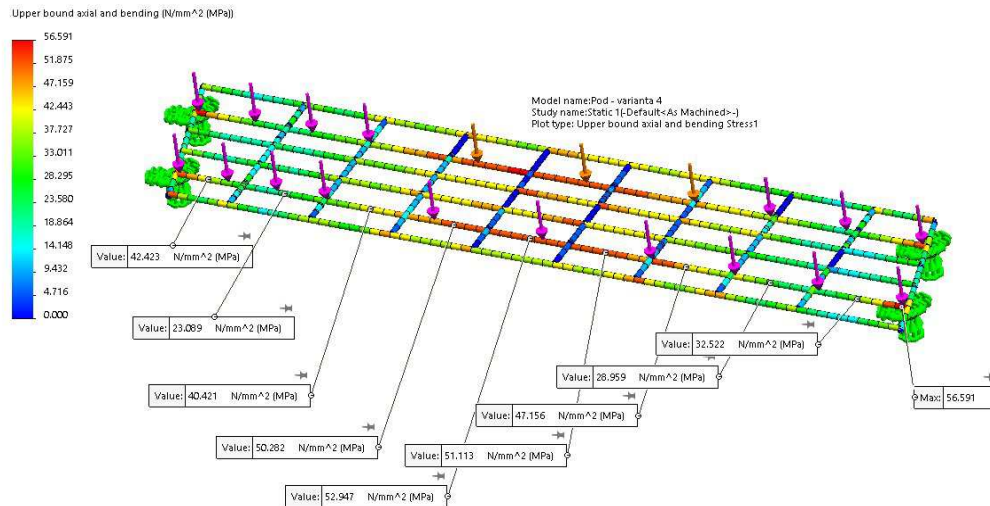 Upper bound axial and bending (N/mm^2 (MPa))
56.591
51.875
47.159
42.443
37.727
33.011
28.295
23.580
18.864
14.148
9.432
4.716
0.000
Model name:Pod - varianta 4
Study name:Static 1(-Default<As Machined>-)
Plot type: Upper bound axial and bending Stress1
Value: 42.423 N/mm^2 (MPa)
Value: 23.089 N/mm^2 (MPa)
Value: 32.522 N/mm^2 (MPa)
Value: 28.959 N/mm^2 (MPa)
Value: 40.421 N/mm^2 (MPa)
Max: 56.591
Value: 47.156 N/mm^2 (MPa)
Value: 50.282 N/mm^2 (MPa)
Value: 51.113 N/mm^2 (MPa)
Value: 52.947 N/mm^2 (MPa)